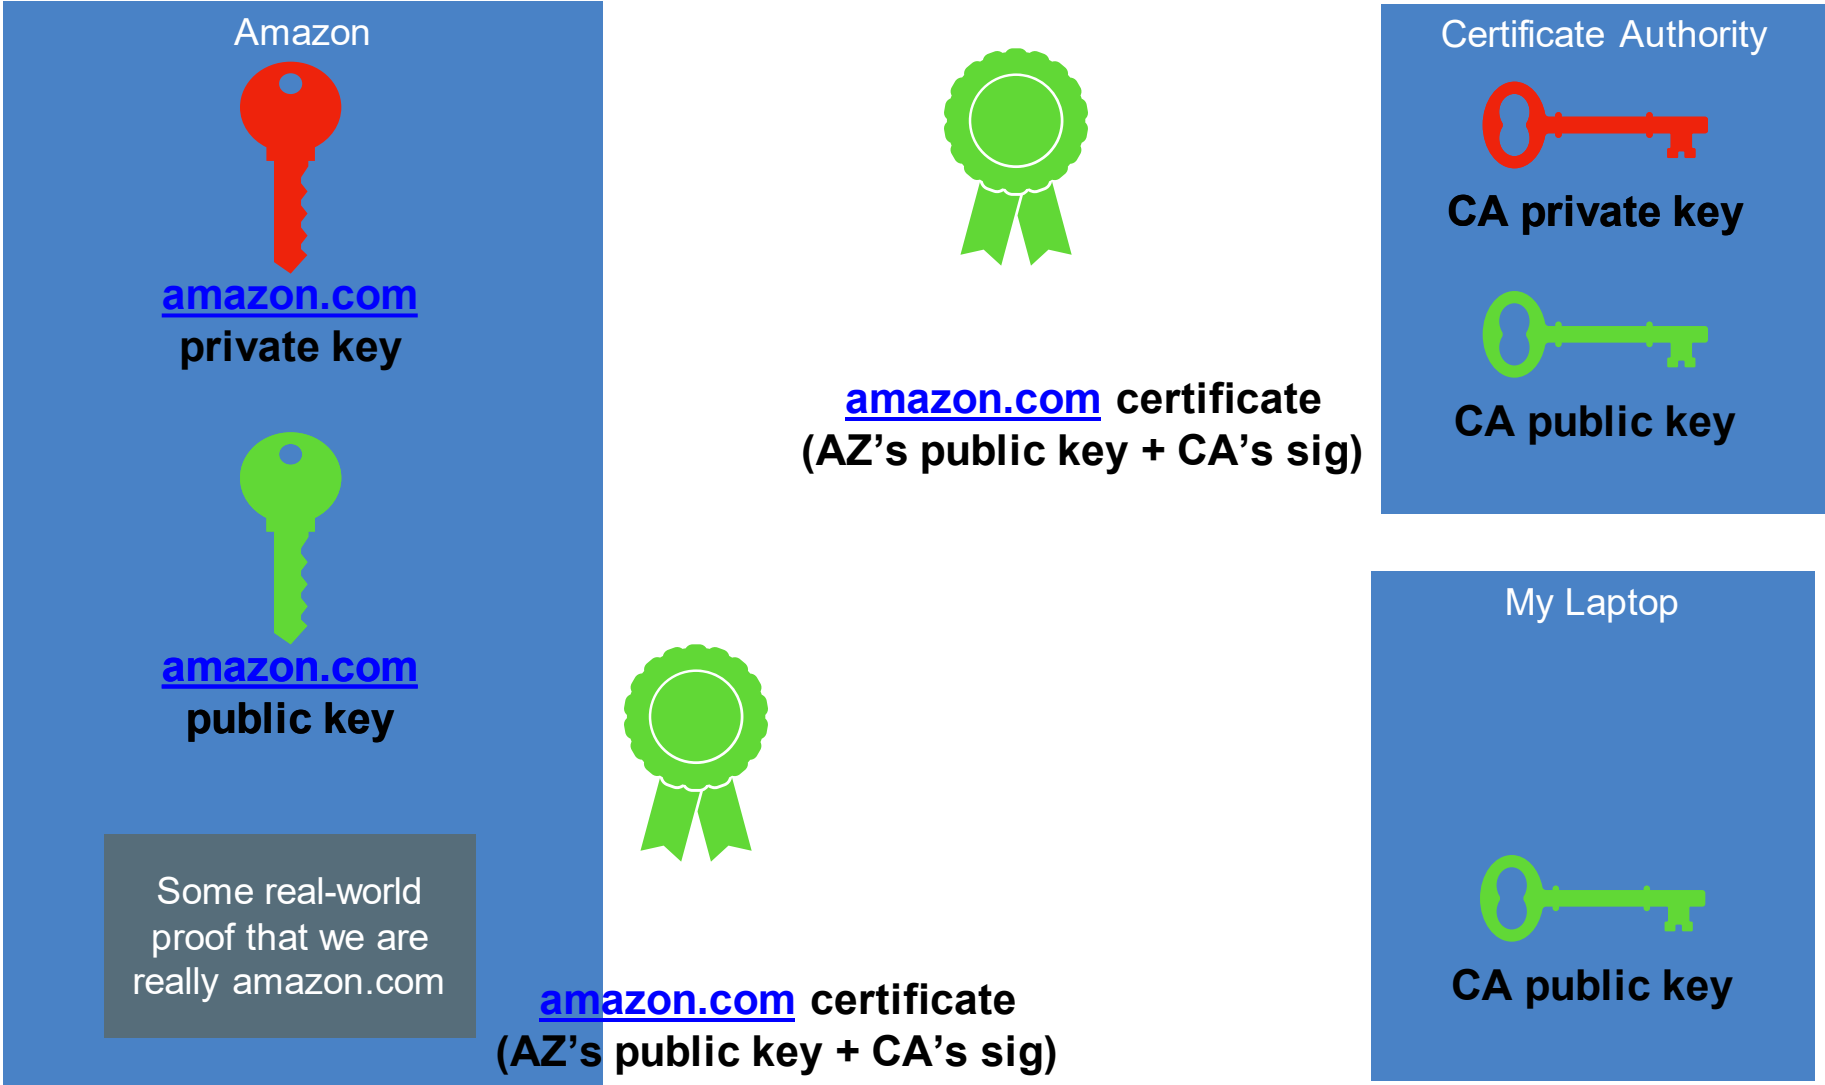 Amazon
amazon.com
private key
amazon.com
public key
Some real-world
proof that we are
really amazon.com
amazon.com certificate
(AZ’s public key + CA’s sig)
amazon.com certificate
(AZ’s public key + CA’s sig)
Certificate Authority
CA private key
CA public key
My Laptop
CA public key